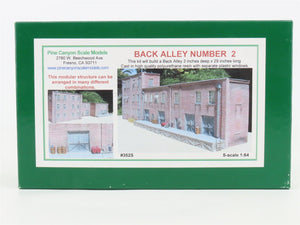 Pine Canyon Scale Models
2780 W. Beechwood Ave
Fresno, CA 93711
www.pinecanyonscalemodels.com
This modular structure can be
arranged in many different
combinations.
BACK ALLEY NUMBER 2
This kit will build a Back Alley 3 inches deep x 29 inches long
Cast in high quality polyurethane resin with separate plastic windows.
#352S
S-scale 1:64